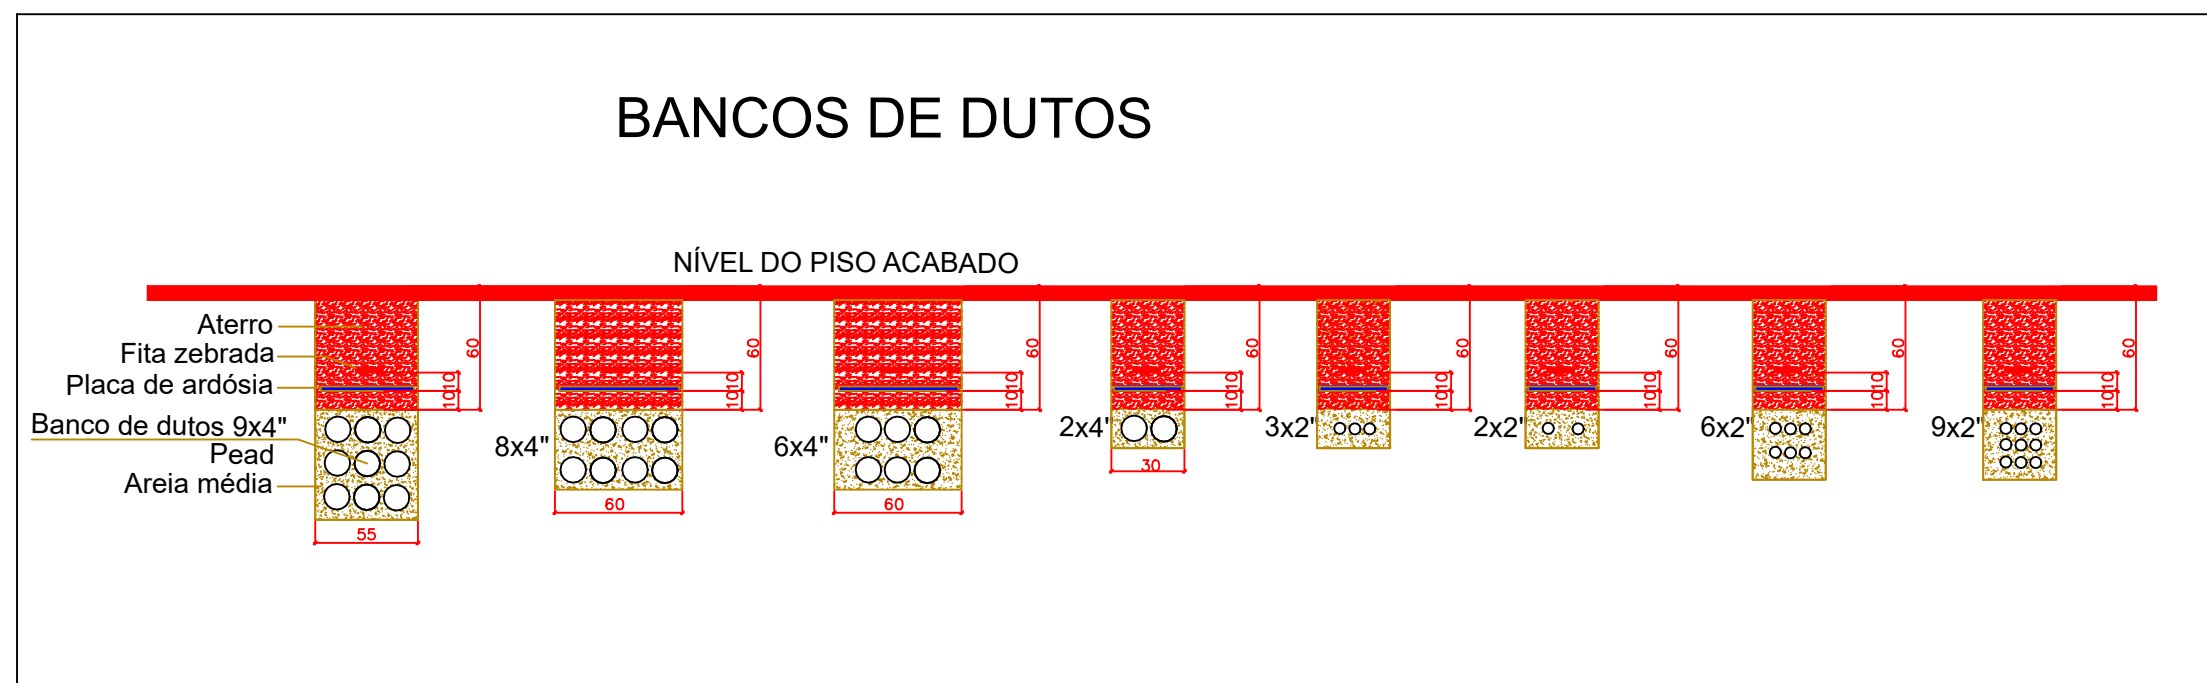 BANCOS DE DUTOS
NÍVEL DO PISO ACABADO
Aterro
Fita zebrada
Placa de ardósia
Banco de dutos 9x4"
Pead
Areia média
8x4"
6x4"
2x4"
3x2"
2x2"
6x2"
9x2"
60
10
10
60
10
10
60
10
10
60
10
10
60
10
10
60
10
10
60
10
10
60
10
10
55
60
60
30